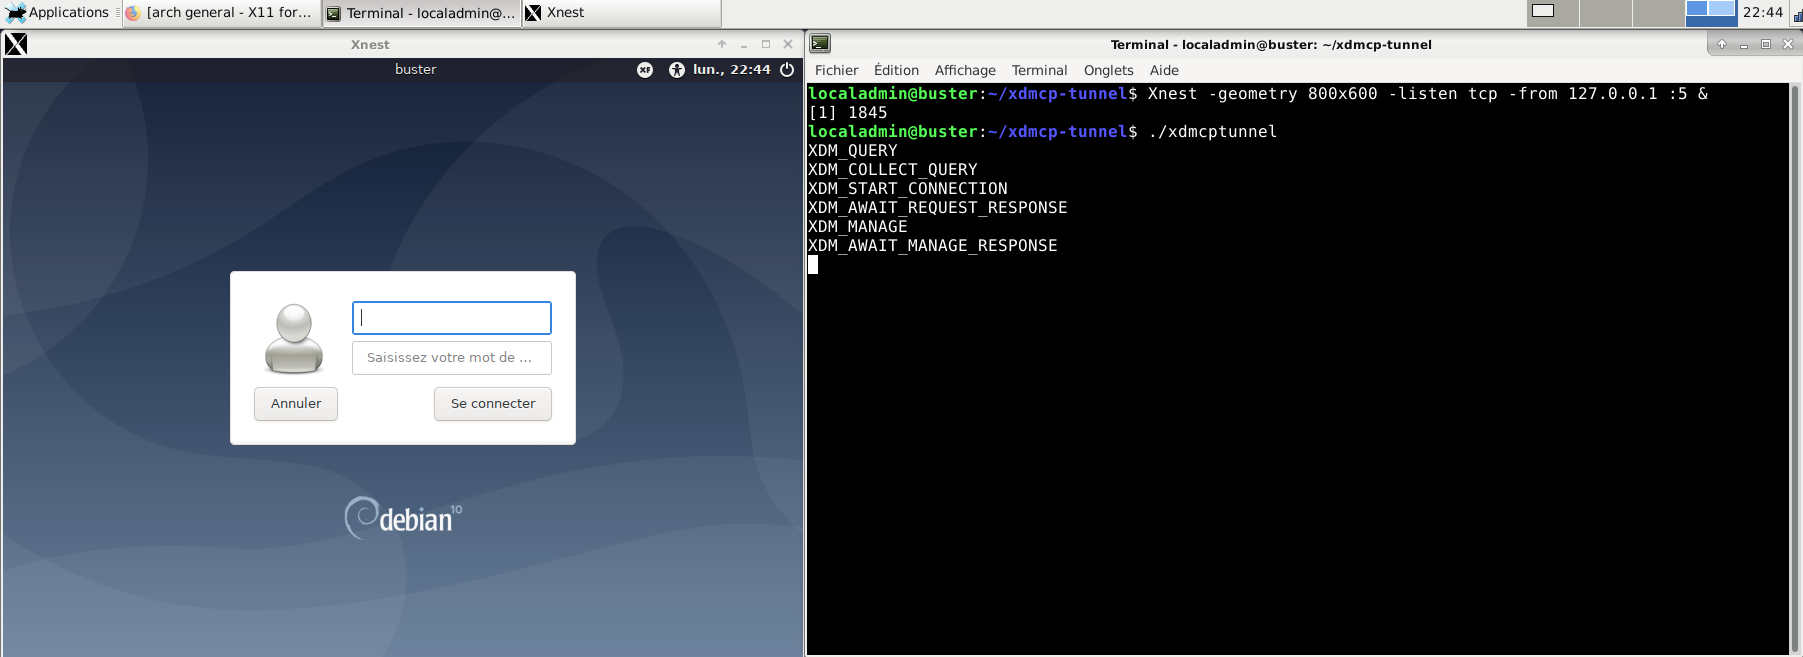 Applications
[arch general - X11 for...
Terminal - localadmin@...
Xnest
22:44
Xnest
buster
lun., 22:44
Saisissez votre mot de ...
Annuler
Se connecter
debian 10
Terminal - localadmin@buster: ~/xdmcp-tunnel
Fichier Édition Affichage Terminal Onglets Aide
localadmin@buster:~/xdmcp-tunnel$ Xnest -geometry 800x600 -listen tcp -from 127.0.0.1 :5 &
[1] 1845
localadmin@buster:~/xdmcp-tunnel$ ./xdmcptunnel
XDM_QUERY
XDM_COLLECT_QUERY
XDM_START_CONNECTION
XDM_AWAIT_REQUEST_RESPONSE
XDM_MANAGE
XDM_AWAIT_MANAGE_RESPONSE